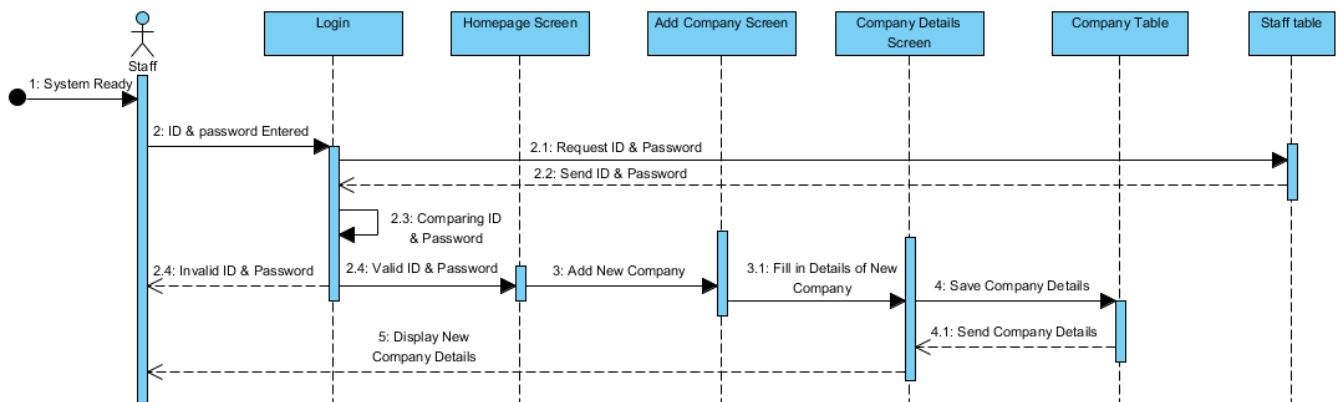 Login
Homepage Screen
Add Company Screen
Company Details
Screen
Company Table
Staff table
Staff
1: System Ready
2: ID & password Entered
2.1: Request ID & Password
2.2: Send ID & Password
2.3: Comparing ID
& Password
2.4: Invalid ID & Password
2.4: Valid ID & Password
3: Add New Company
3.1: Fill in Details of New
Company
4: Save Company Details
4.1: Send Company Details
5: Display New
Company Details